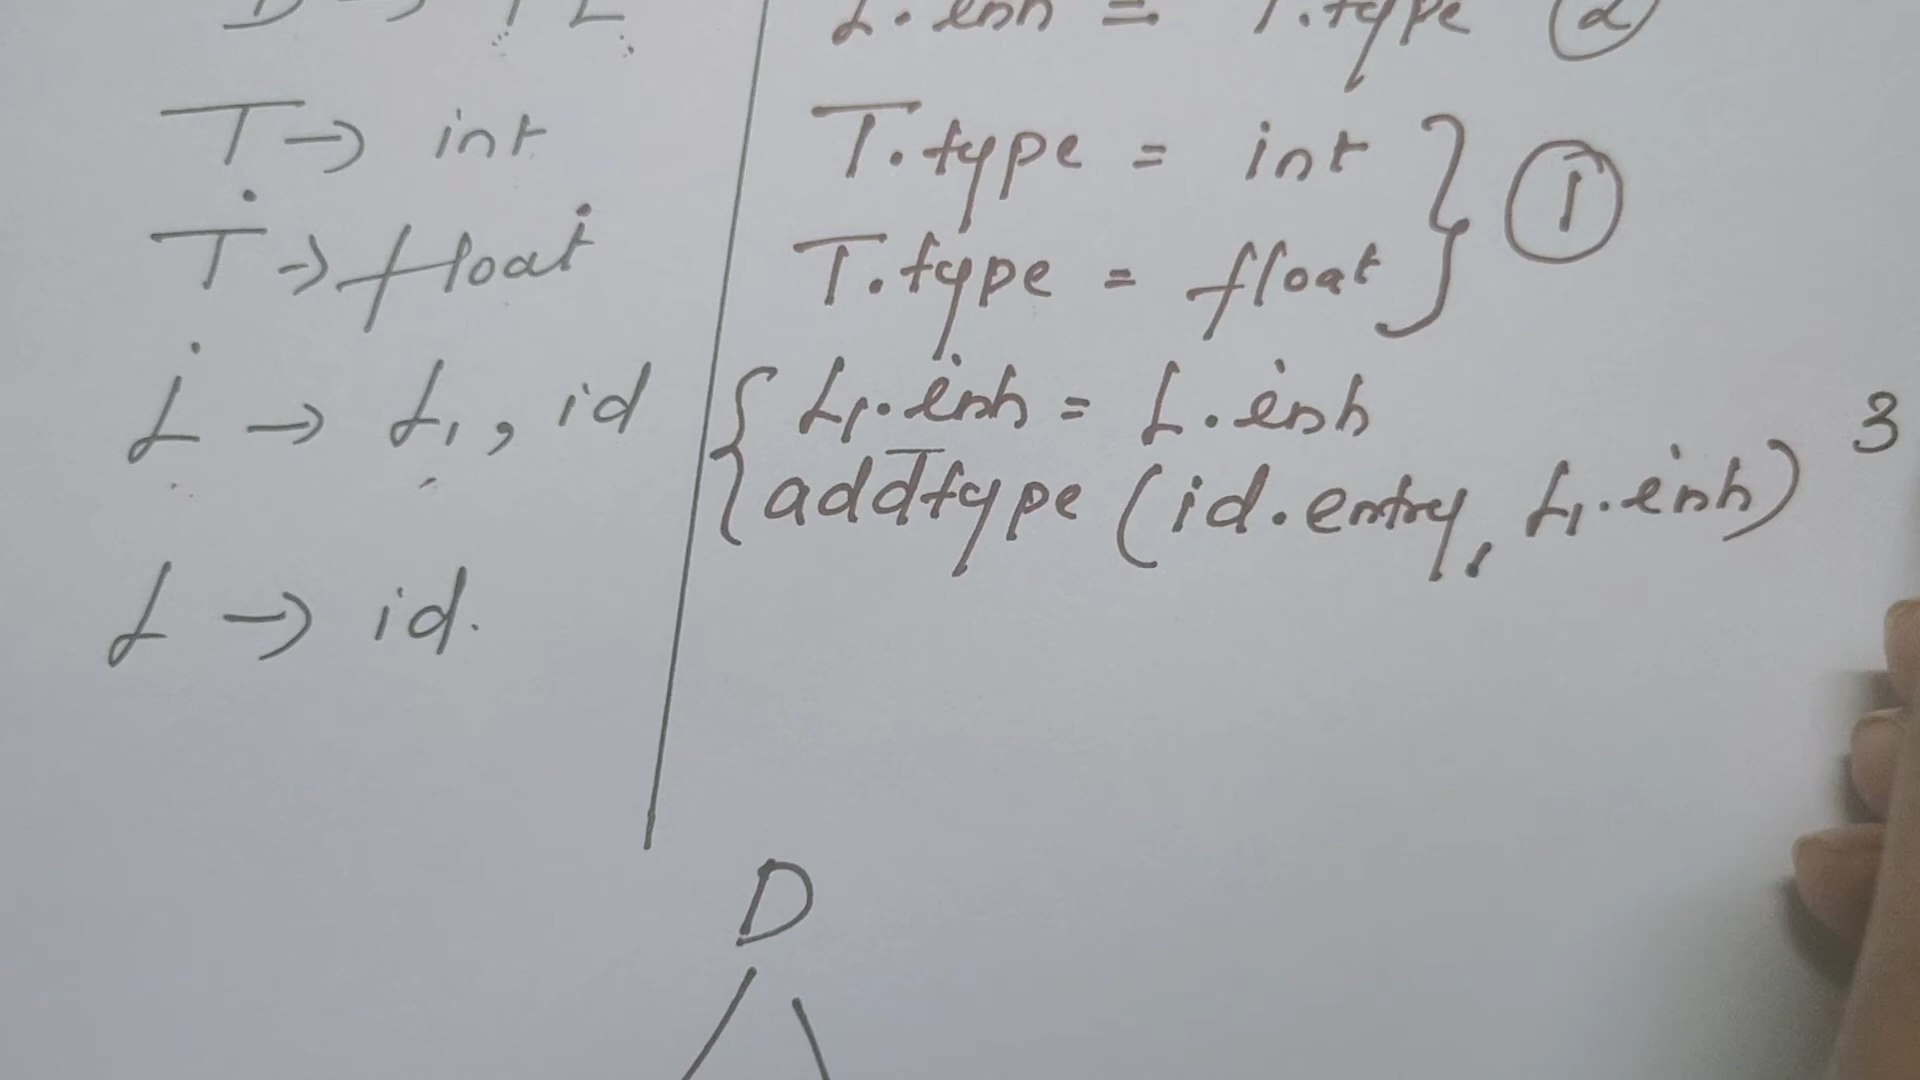 D → T L L.inh = T.type ②
T → int T.type = int } ①
T → float T.type = float
L → L₁, id { L₁.inh = L.inh 3
addType (id.entry, L₁.inh)
L → id.
D